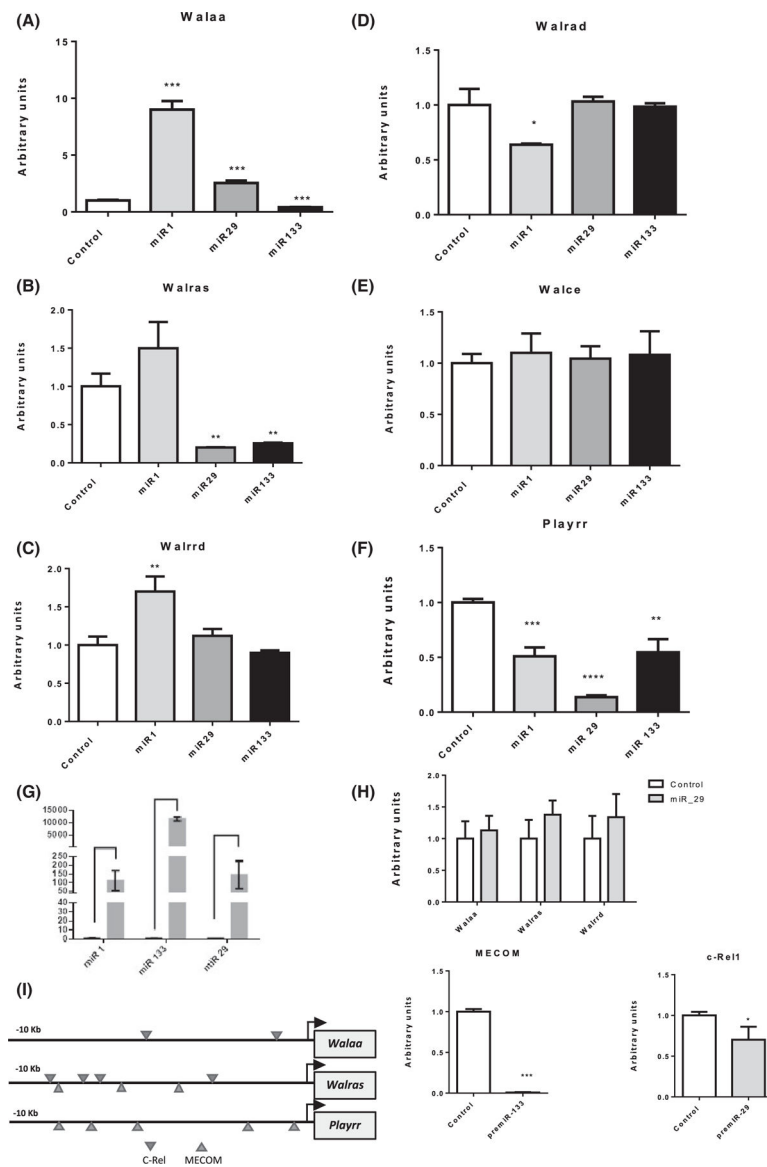 (A)
Walaa
Arbitrary units
15
10
5
0
***
***
***
Control
miR1
miR29
miR133
(B)
Walras
Arbitrary units
2.0
1.5
1.0
0.5
0.0
**
**
Control
miR1
miR29
miR133
(C)
Walrrd
Arbitrary units
2.0
1.5
1.0
0.5
0.0
**
Control
miR1
miR29
miR133
(D)
Walrad
Arbitrary units
1.5
1.0
0.5
0.0
*
Control
miR1
miR29
miR133
(E)
Walce
Arbitrary units
1.5
1.0
0.5
0.0
Control
miR1
miR29
miR133
(F)
Playrr
Arbitrary units
1.5
1.0
0.5
0.0
***
****
**
Control
miR1
miR 29
miR133
(G)
15000
10000
5000
250
200
150
100
50
40
30
20
10
0
miR 1
miR 133
miR 29
(H)
Arbitrary units
2.0
1.5
1.0
0.5
0.0
Control
miR_29
Walaa
Walras
Walrrd
MECOM
Arbitrary units
1.5
1.0
0.5
0.0
***
Control
premiR-133
c-Rel1
Arbitrary units
1.5
1.0
0.5
0.0
*
Control
premiR-29
(I)
-10 Kb
Walaa
-10 Kb
Walras
-10 Kb
Playrr
C-Rel
MECOM